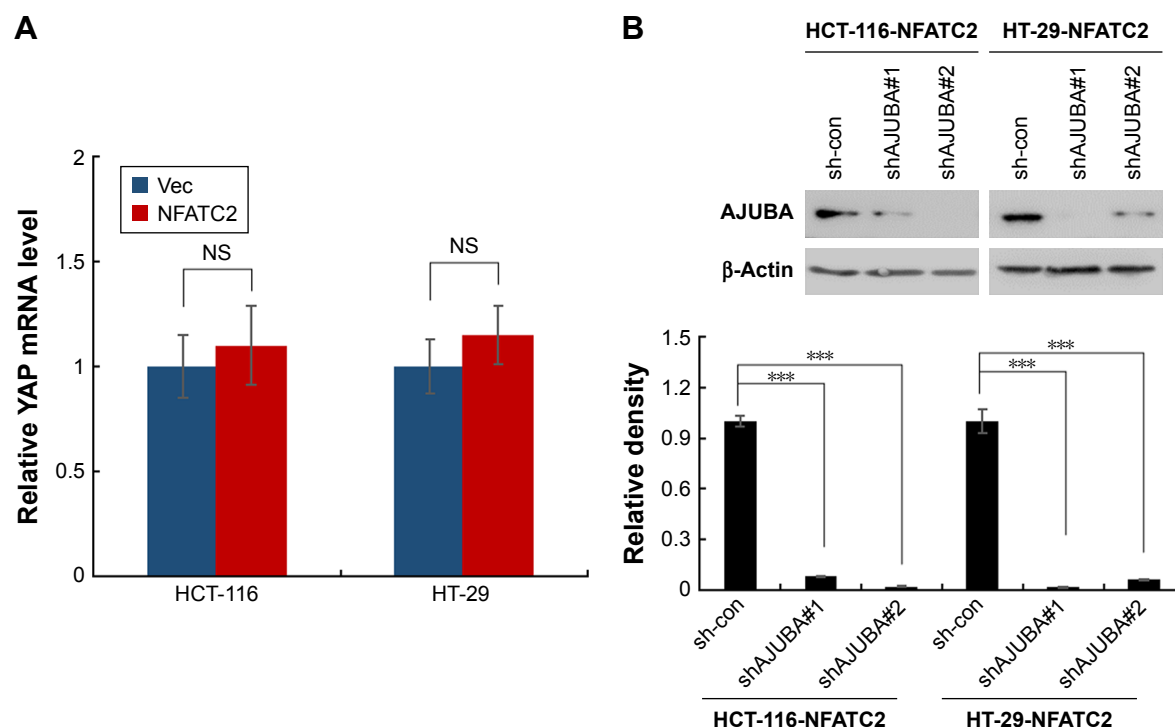 A
Relative YAP mRNA level
2
1.5
1
0.5
0
Vec
NFATC2
NS
NS
HCT-116
HT-29
B
HCT-116-NFATC2
HT-29-NFATC2
sh-con
shAJUBA#1
shAJUBA#2
sh-con
shAJUBA#1
shAJUBA#2
AJUBA
β-Actin
Relative density
1.5
1.2
0.9
0.6
0.3
0
***
***
***
***
sh-con
shAJUBA#1
shAJUBA#2
sh-con
shAJUBA#1
shAJUBA#2
HCT-116-NFATC2
HT-29-NFATC2